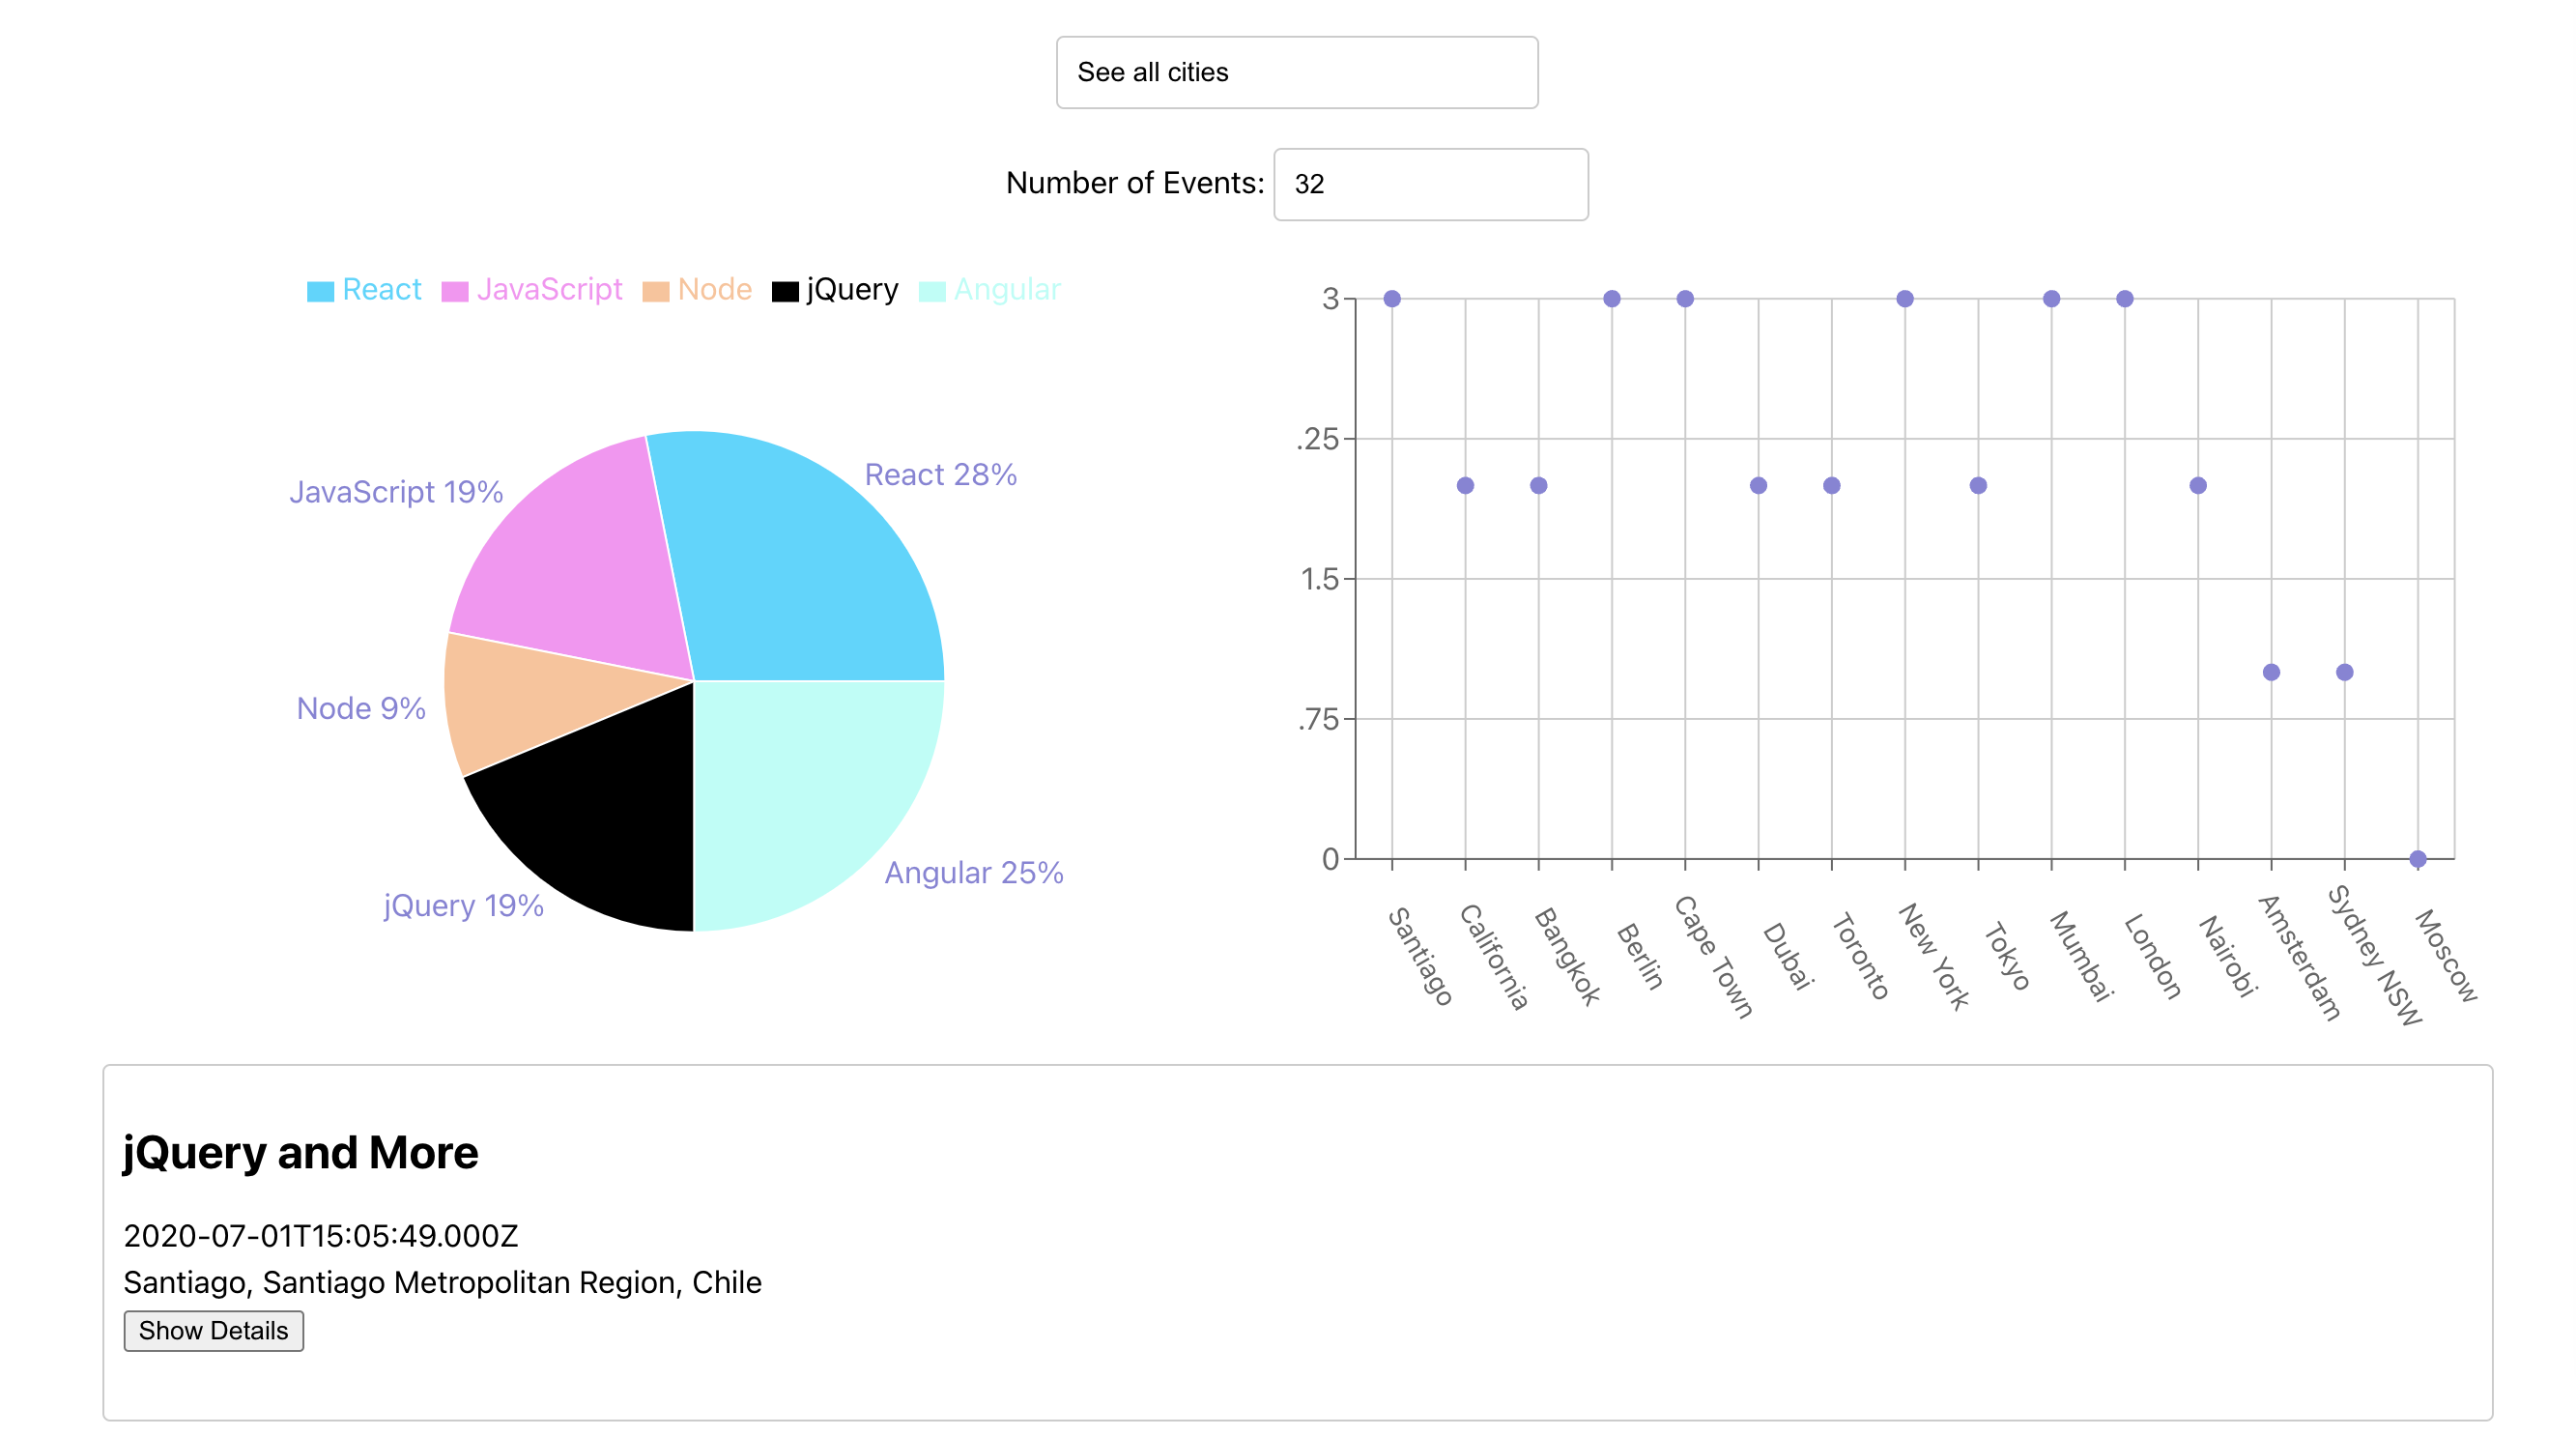 See all cities
Number of Events: 32
React JavaScript Node jQuery Angular
React 28%
JavaScript 19%
Node 9%
jQuery 19%
Angular 25%
3
.25
1.5
.75
0
Santiago
California
Bangkok
Berlin
Cape Town
Dubai
Toronto
New York
Tokyo
Mumbai
London
Nairobi
Amsterdam
Sydney NSW
Moscow
jQuery and More
2020-07-01T15:05:49.000Z
Santiago, Santiago Metropolitan Region, Chile
Show Details